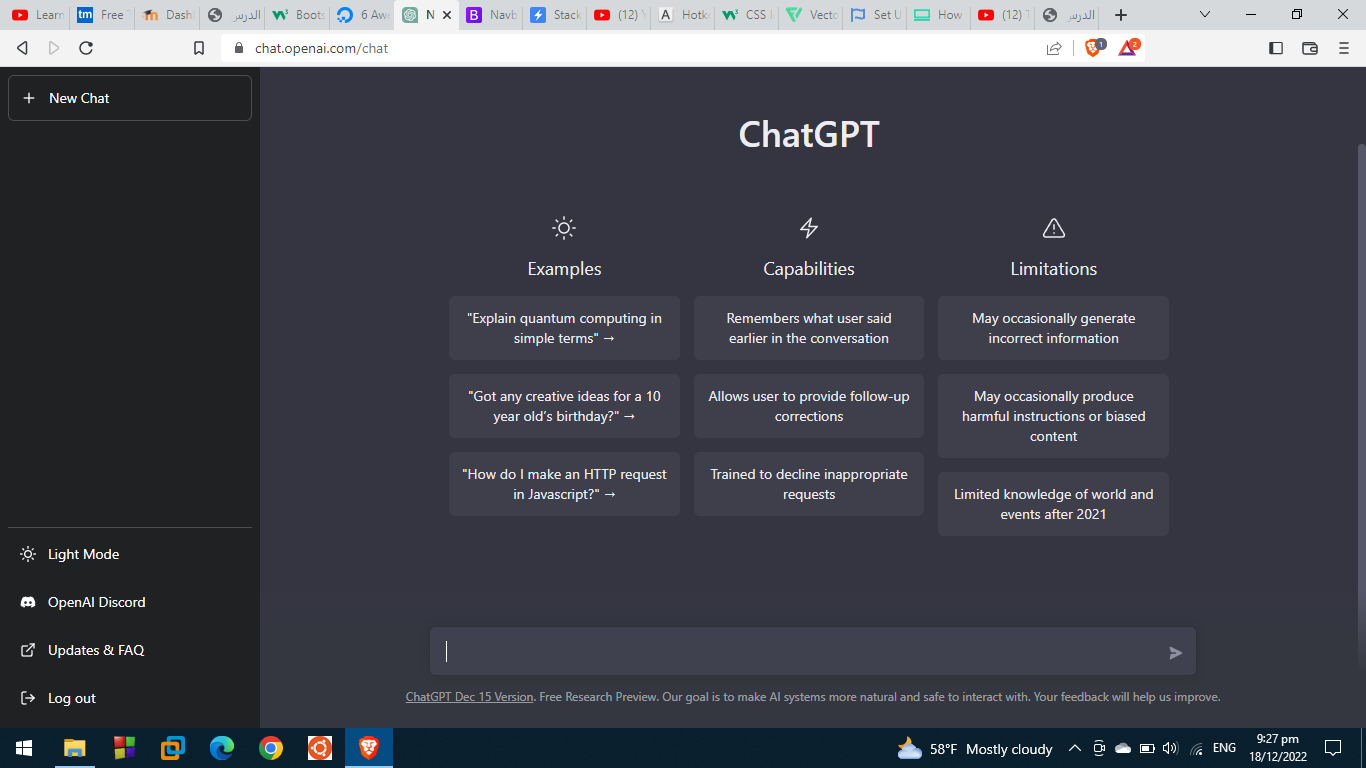 Learn
tm Free
Dash
الدرس
Boots
6 Awe
N
B Navb
Stack
(12)
A Hotk
CSS
Vecto
Set U
How
(12) T
الدرس
chat.openai.com/chat
1
2
New Chat
ChatGPT
Examples
"Explain quantum computing in
simple terms" →
"Got any creative ideas for a 10
year old's birthday?" →
"How do I make an HTTP request
in Javascript?" →
Capabilities
Remembers what user said
earlier in the conversation
Allows user to provide follow-up
corrections
Trained to decline inappropriate
requests
Limitations
May occasionally generate
incorrect information
May occasionally produce
harmful instructions or biased
content
Limited knowledge of world and
events after 2021
Light Mode
OpenAI Discord
Updates & FAQ
Log out
ChatGPT Dec 15 Version. Free Research Preview. Our goal is to make AI systems more natural and safe to interact with. Your feedback will help us improve.
58°F Mostly cloudy
ENG
9:27 pm
18/12/2022